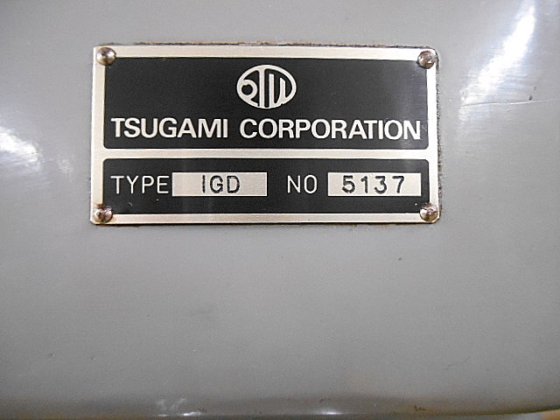 TSUGAMI CORPORATION
TYPE IGD NO 5137